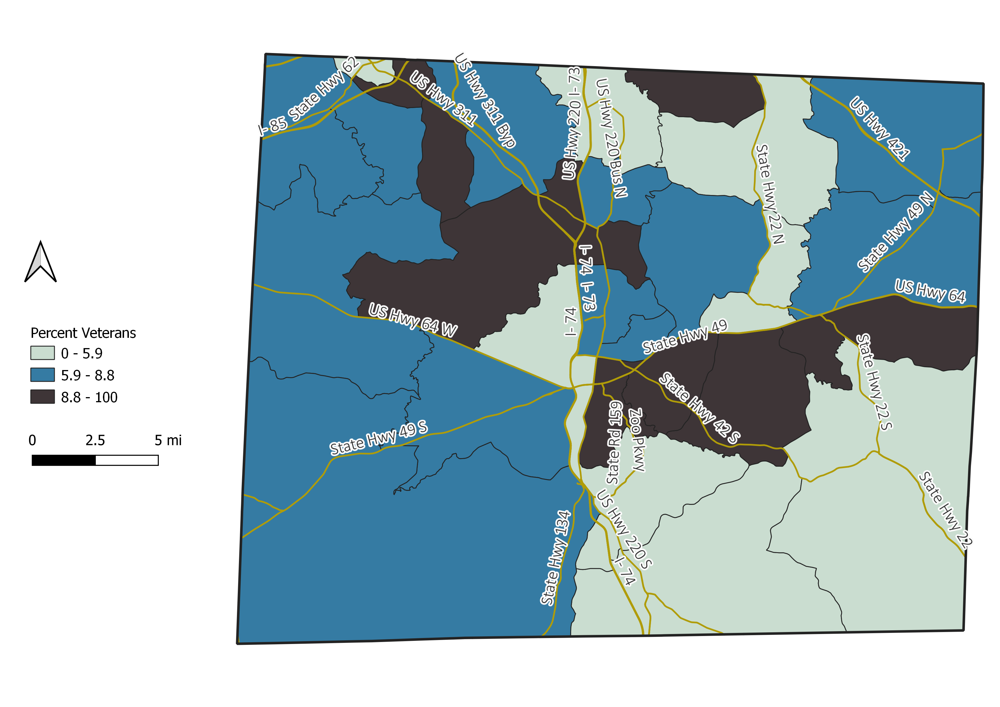 State Hwy 62
I- 85
US Hwy 311
US Hwy 311 Byp
I- 73
US Hwy 220
US Hwy 220 Bus N
State Hwy 22 N
US Hwy 421
State Hwy 49 N
US Hwy 64
I- 74
I- 73
I- 74
US Hwy 64 W
State Hwy 49
State Hwy 22 S
State Hwy 42 S
State Rd 159
Zoo Pkwy
State Hwy 49 S
State Hwy 134
US Hwy 220 S
I- 74
State Hwy 22
Percent Veterans
0 - 5.9
5.9 - 8.8
8.8 - 100
0 2.5 5 mi